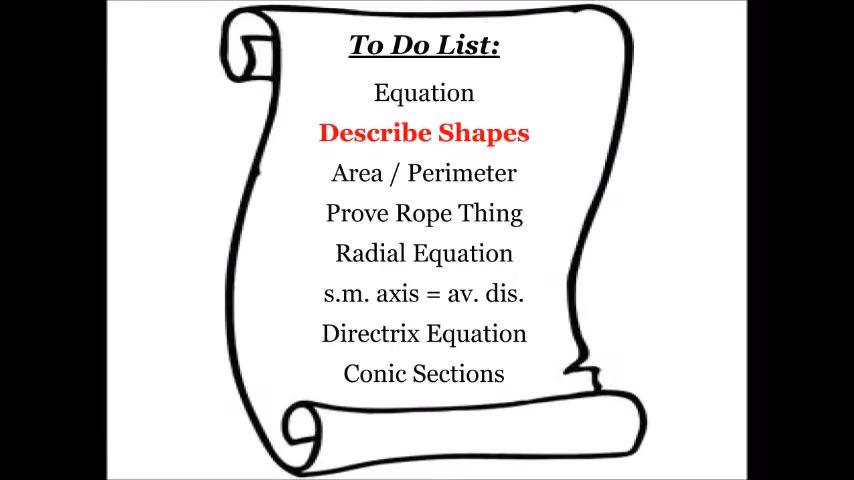 To Do List:
Equation
Describe Shapes
Area / Perimeter
Prove Rope Thing
Radial Equation
s.m. axis = av. dis.
Directrix Equation
Conic Sections